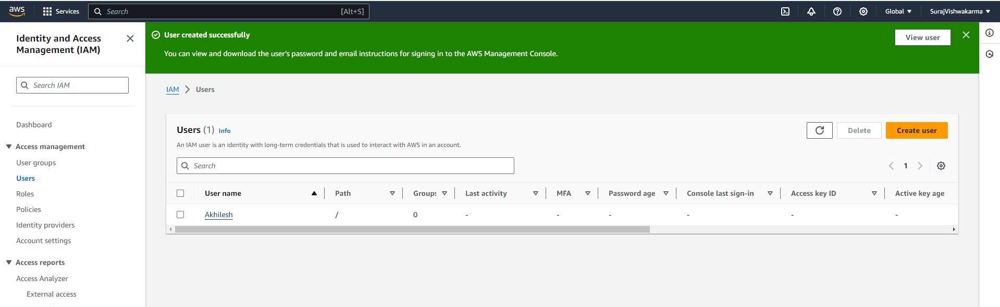 aws Services Search [Alt+S] Global SurajVishwakarma
Identity and Access
Management (IAM)
Search IAM
Dashboard
Access management
User groups
Users
Roles
Policies
Identity providers
Account settings
Access reports
Access Analyzer
External access
User created successfully
You can view and download the user's password and email instructions for signing in to the AWS Management Console.
View user
IAM > Users
Users (1) Info
An IAM user is an identity with long-term credentials that is used to interact with AWS in an account.
Delete
Create user
Search
1
User name Path Groups Last activity MFA Password age Console last sign-in Access key ID Active key age
Akhilesh / 0 - - - - - -